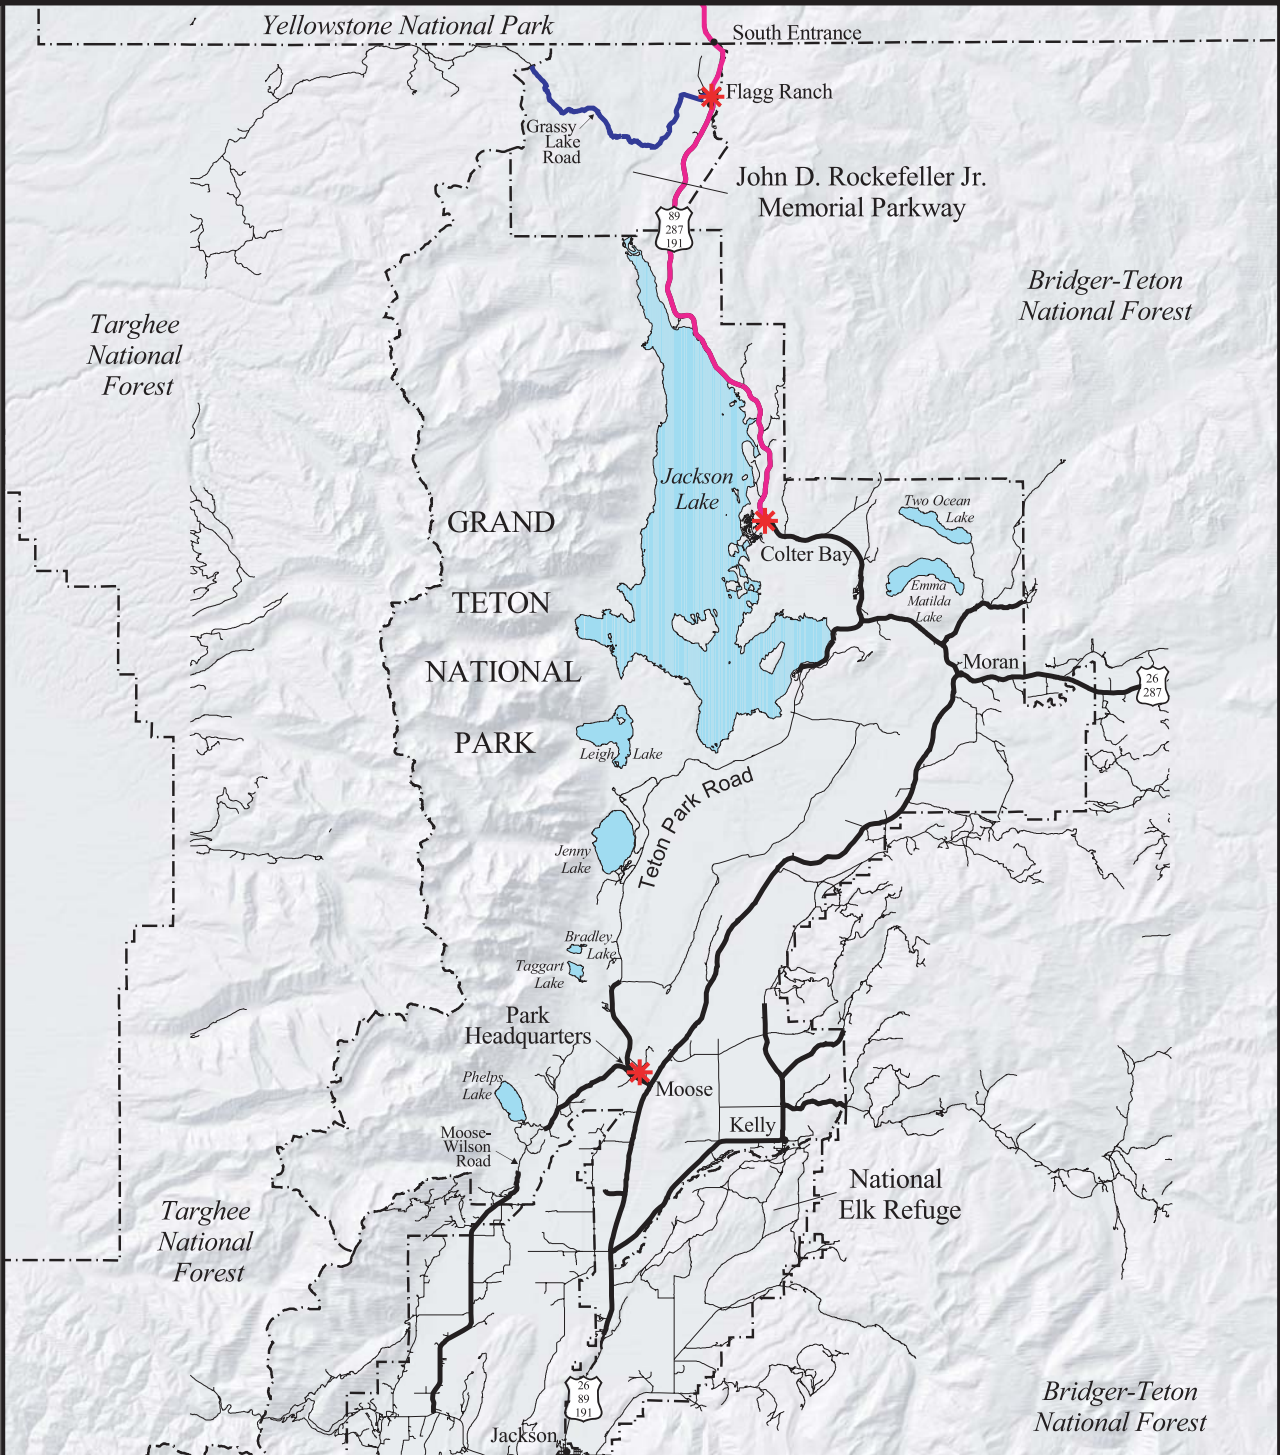 Yellowstone National Park
South Entrance
Flagg Ranch
Grassy
Lake
Road
John D. Rockefeller Jr.
Memorial Parkway
89
287
191
Bridger-Teton
National Forest
Targhee
National
Forest
Jackson
Lake
Two Ocean
Lake
GRAND
Colter Bay
Emma
Matilda
Lake
TETON
Moran
NATIONAL
26
287
PARK
Leigh Lake
Teton Park Road
Jenny
Lake
Bradley
Lake
Taggart
Lake
Park
Headquarters
Phelps
Lake
Moose
Kelly
Moose-
Wilson
Road
National
Elk Refuge
Targhee
National
Forest
26
89
191
Bridger-Teton
National Forest
Jackson